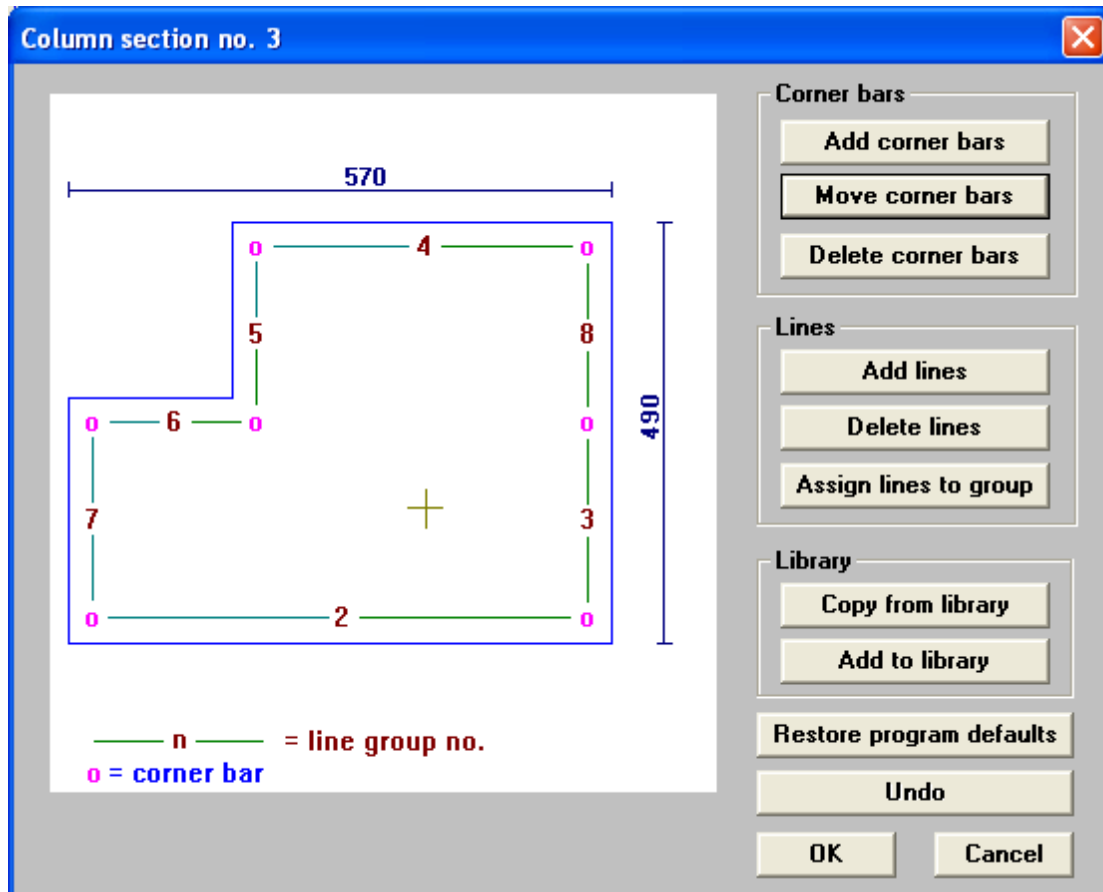 Column section no. 3
570
490
o 4 o
5 8
o 6 o o
7 3
o 2 o
n = line group no.
o = corner bar
Corner bars
Add corner bars
Move corner bars
Delete corner bars
Lines
Add lines
Delete lines
Assign lines to group
Library
Copy from library
Add to library
Restore program defaults
Undo
OK
Cancel